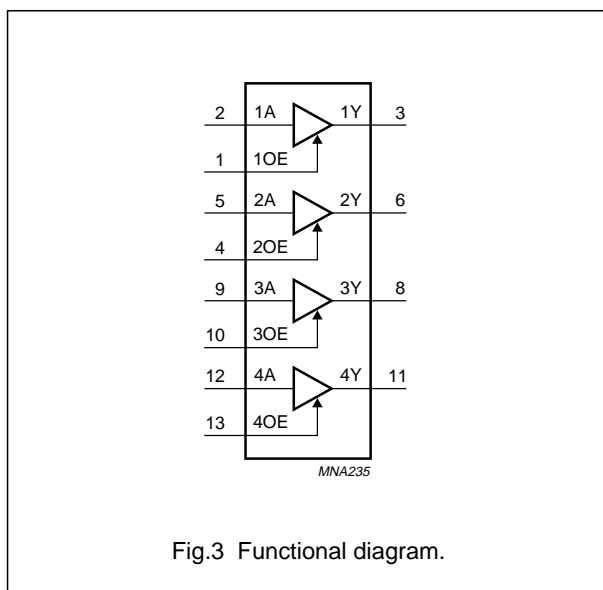 2 1A 1Y 3
1 1OE
5 2A 2Y 6
4 2OE
9 3A 3Y 8
10 3OE
12 4A 4Y 11
13 4OE
MNA235
Fig.3 Functional diagram.